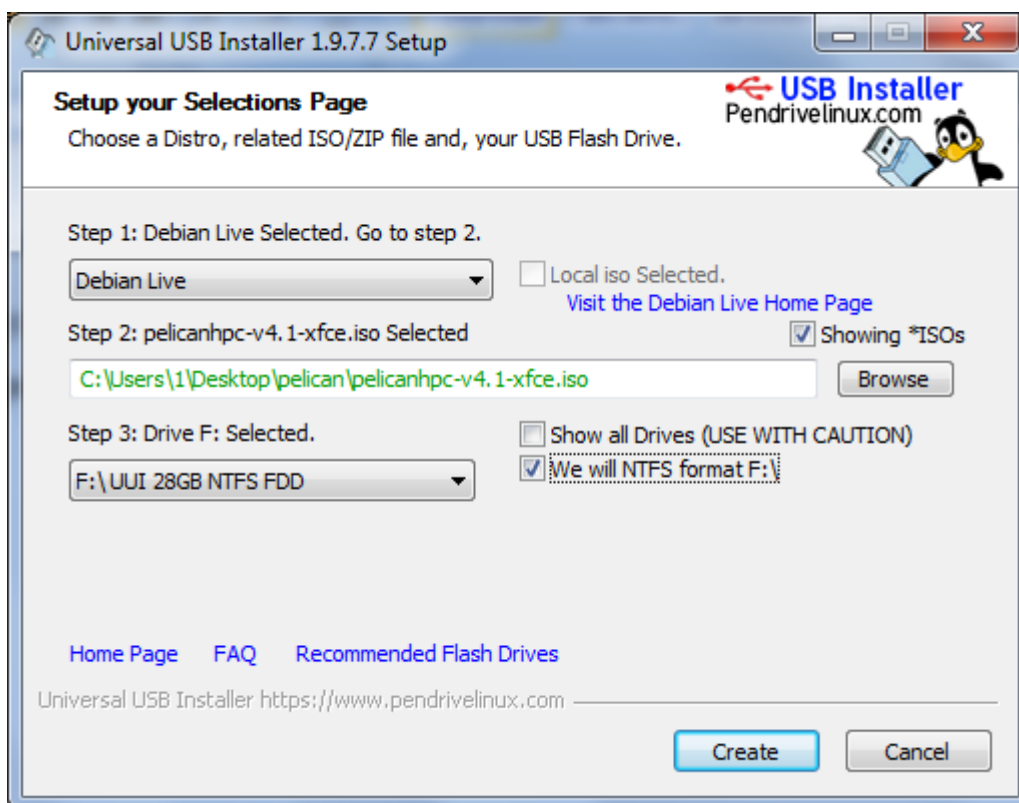 Universal USB Installer 1.9.7.7 Setup
Setup your Selections Page
Choose a Distro, related ISO/ZIP file and, your USB Flash Drive.
USB Installer
Pendrivelinux.com
Step 1: Debian Live Selected. Go to step 2.
Debian Live
Local iso Selected.
Visit the Debian Live Home Page
Step 2: pelicanhpc-v4.1-xfce.iso Selected
Showing *ISOs
C:\Users\1\Desktop\pelican\pelicanhpc-v4.1-xfce.iso
Browse
Step 3: Drive F: Selected.
Show all Drives (USE WITH CAUTION)
F:\ UUI 28GB NTFS FDD
We will NTFS format F:\
Home Page FAQ Recommended Flash Drives
Universal USB Installer https://www.pendrivelinux.com
Create Cancel